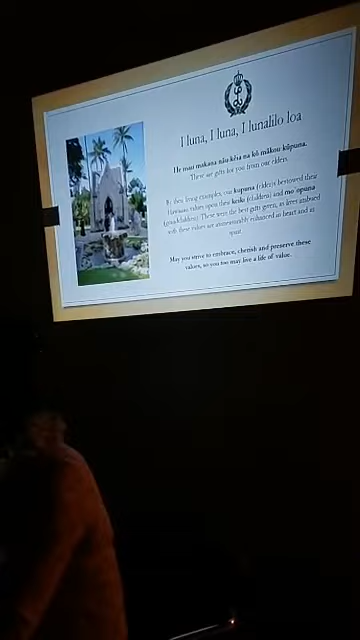 I luna, I luna, I lunalilo loa
He mau makana nāu kēia na kō mākou kūpuna.
These are gifts for you from our elders.
By their living examples, our kupuna (elders) bestowed their
Hawaiian values upon their keiki (children) and mo'opuna
(grandchildren). These were the best gifts given, as lives imbued
with these values are immeasurably enhanced in heart and in
spirit.
May you strive to embrace, cherish and preserve these
values, so you too may live a life of value.